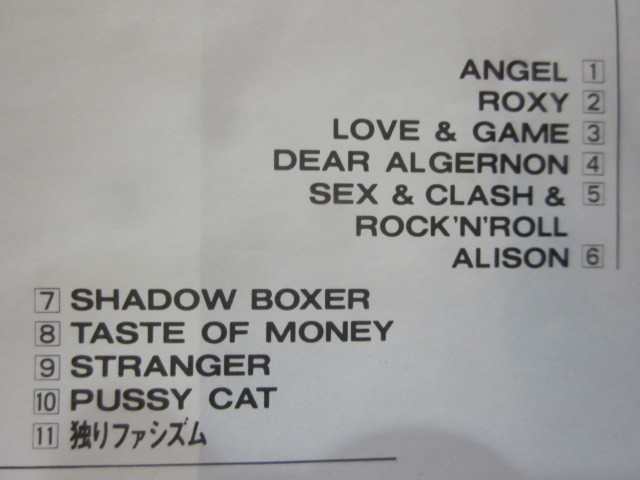 ANGEL 1
ROXY 2
LOVE & GAME 3
DEAR ALGERNON 4
SEX & CLASH & 5
ROCK'N'ROLL
ALISON 6
7 SHADOW BOXER
8 TASTE OF MONEY
9 STRANGER
10 PUSSY CAT
11 独りファシズム